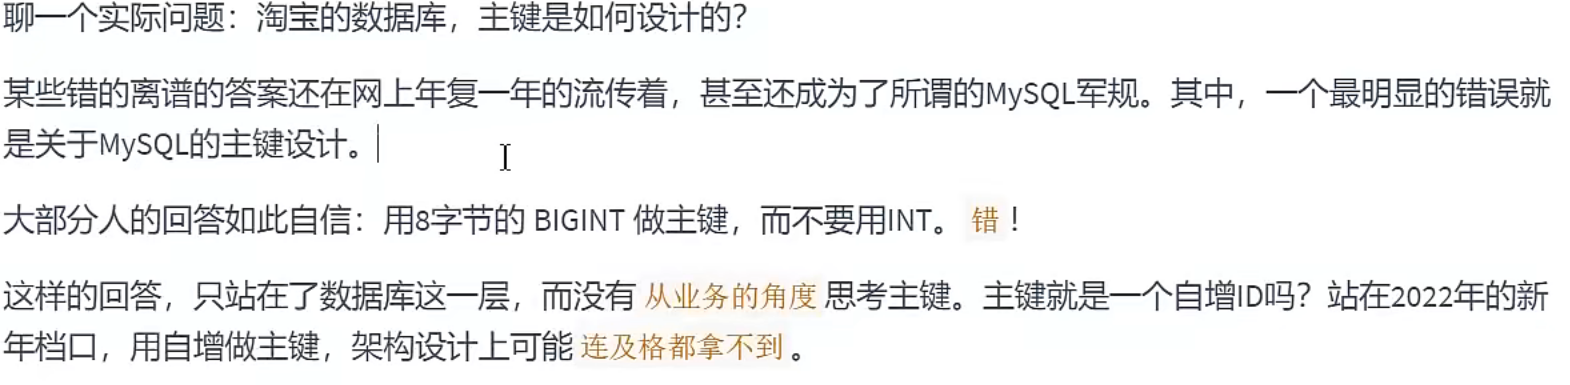 聊一个实际问题：淘宝的数据库，主键是如何设计的？
某些错的离谱的答案还在网上年复一年的流传着，甚至还成为了所谓的MySQL军规。其中，一个最明显的错误就
是关于MySQL的主键设计。
大部分人的回答如此自信：用8字节的 BIGINT 做主键，而不要用INT。 错 ！
这样的回答，只站在了数据库这一层，而没有 从业务的角度 思考主键。主键就是一个自增ID吗？站在2022年的新
年档口，用自增做主键，架构设计上可能 连及格都拿不到 。